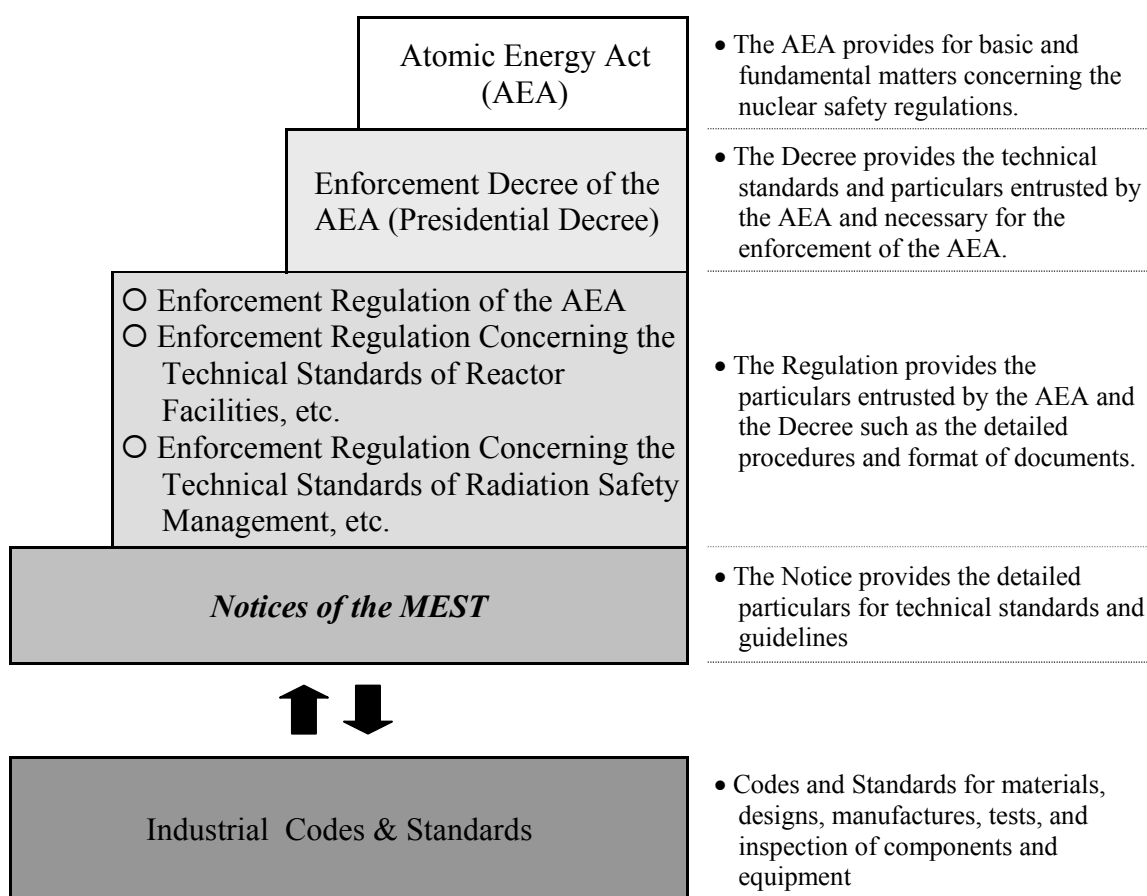 Atomic Energy Act
(AEA)
• The AEA provides for basic and
fundamental matters concerning the
nuclear safety regulations.
Enforcement Decree of the
AEA (Presidential Decree)
• The Decree provides the technical
standards and particulars entrusted by
the AEA and necessary for the
enforcement of the AEA.
○ Enforcement Regulation of the AEA
○ Enforcement Regulation Concerning the
Technical Standards of Reactor
Facilities, etc.
○ Enforcement Regulation Concerning the
Technical Standards of Radiation Safety
Management, etc.
• The Regulation provides the
particulars entrusted by the AEA and
the Decree such as the detailed
procedures and format of documents.
Notices of the MEST
• The Notice provides the detailed
particulars for technical standards and
guidelines
Industrial Codes & Standards
• Codes and Standards for materials,
designs, manufactures, tests, and
inspection of components and
equipment